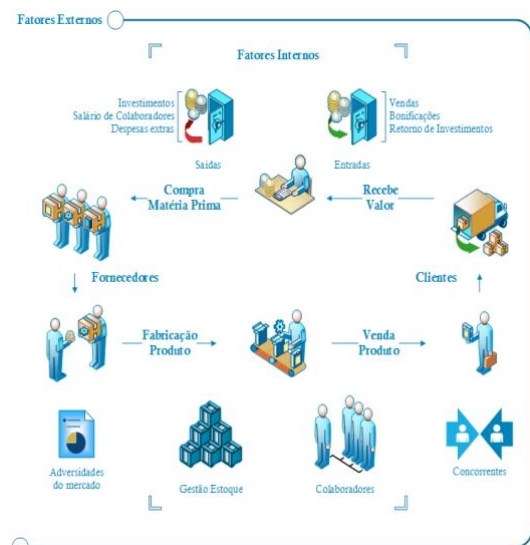 Fatores Externos
Fatores Internos
Investimentos
Salário de Colaboradores
Despesas extras
Vendas
Bonificações
Retorno de Investimentos
Saídas
Entradas
Compra
Matéria Prima
Recebe
Valor
Fornecedores
Clientes
Fabricação
Produto
Venda
Produto
Adversidades
do mercado
Gestão Estoque
Colaboradores
Concorrentes